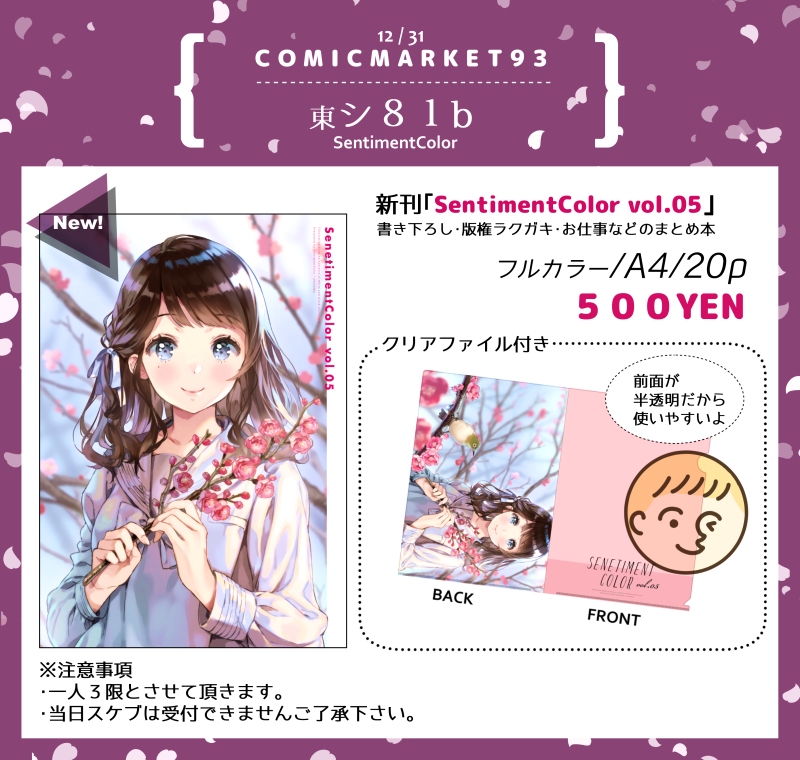 12/31
COMICMARKET93
東シ81b
SentimentColor
New!
SenetimentColor vol.05
新刊「SentimentColor vol.05」
書き下ろし・版権ラクガキ・お仕事などのまとめ本
フルカラー/A4/20p
500YEN
クリアファイル付き
前面が
半透明だから
使いやすいよ
SENETIMENT
COLOR vol.05
BACK
FRONT
※注意事項
・一人3限とさせて頂きます。
・当日スケブは受付できませんご了承下さい。